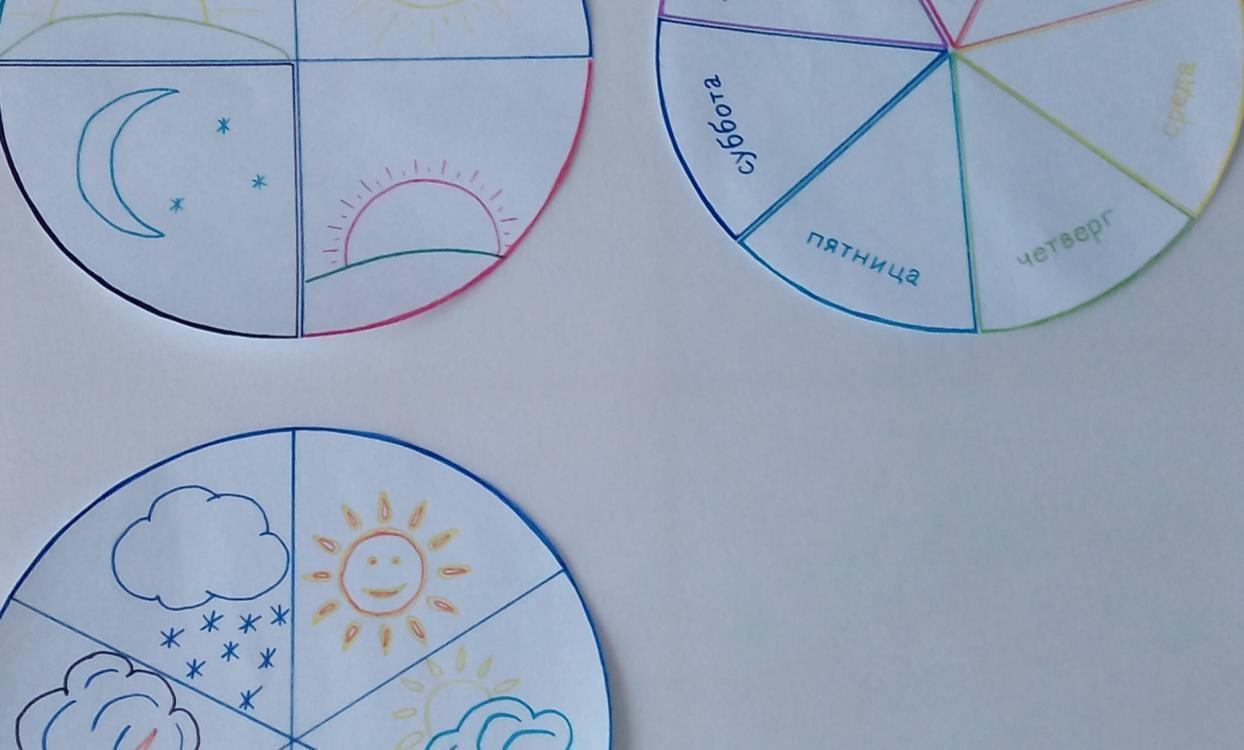 среда
четверг
пятница
суббота